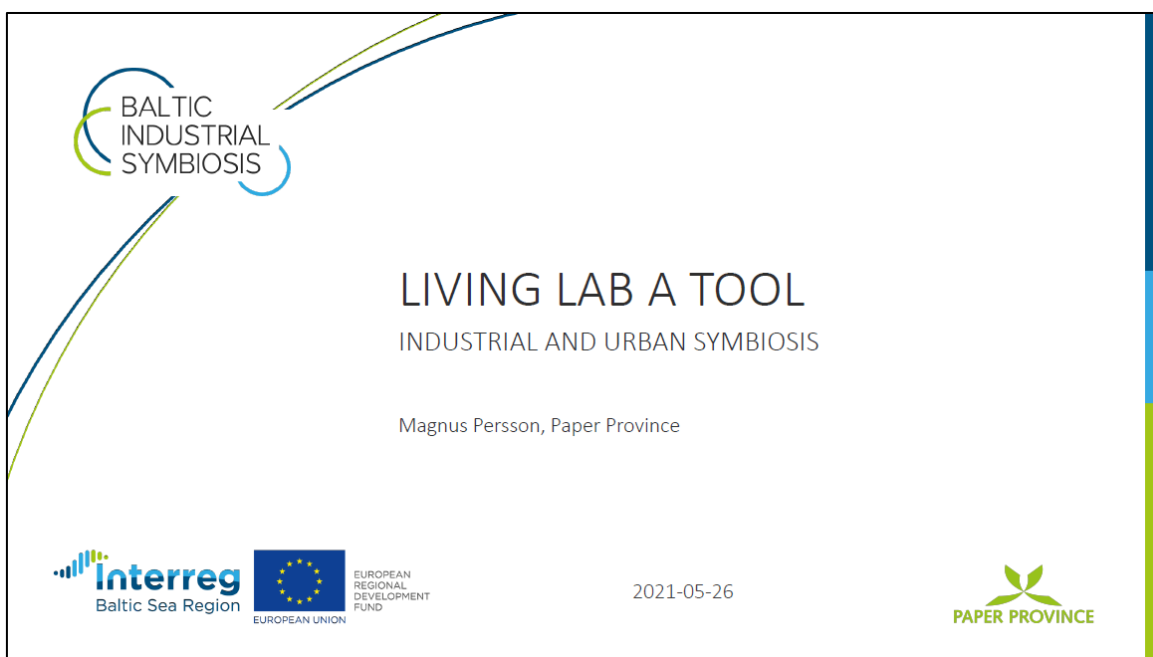 BALTIC
INDUSTRIAL
SYMBIOSIS
LIVING LAB A TOOL
INDUSTRIAL AND URBAN SYMBIOSIS
Magnus Persson, Paper Province
Interreg
Baltic Sea Region
EUROPEAN UNION
EUROPEAN
REGIONAL
DEVELOPMENT
FUND
2021-05-26
PAPER PROVINCE